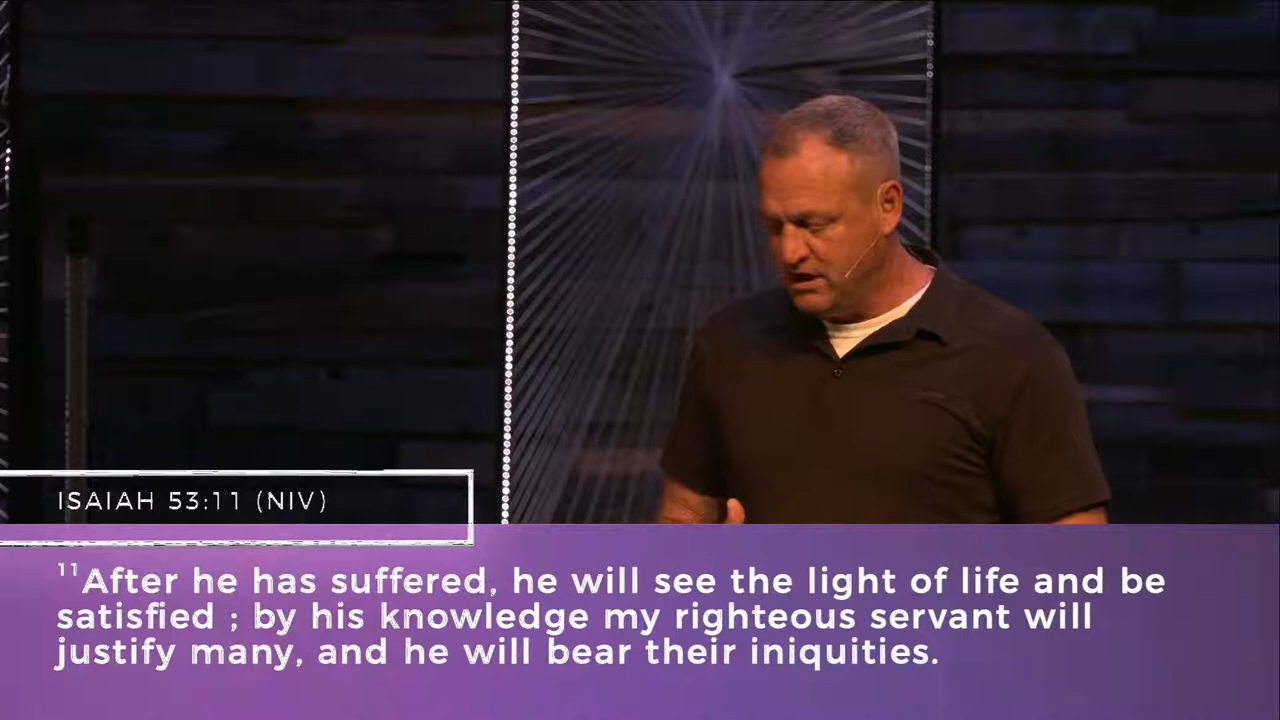 ISAIAH 53:11 (NIV)
11After he has suffered, he will see the light of life and be
satisfied ; by his knowledge my righteous servant will
justify many, and he will bear their iniquities.